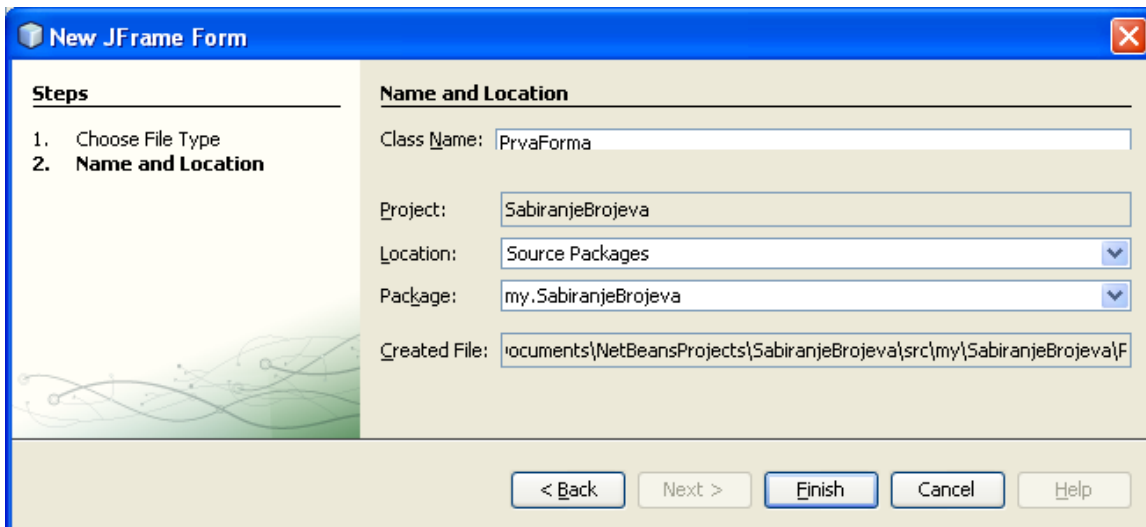 New JFrame Form
Steps
1. Choose File Type
2. Name and Location
Name and Location
Class Name: PrvaForma
Project: SabiranjeBrojeva
Location: Source Packages
Package: my.SabiranjeBrojeva
Created File: ocuments\NetBeansProjects\SabiranjeBrojeva\src\my\SabiranjeBrojeva\F
< Back Next > Finish Cancel Help